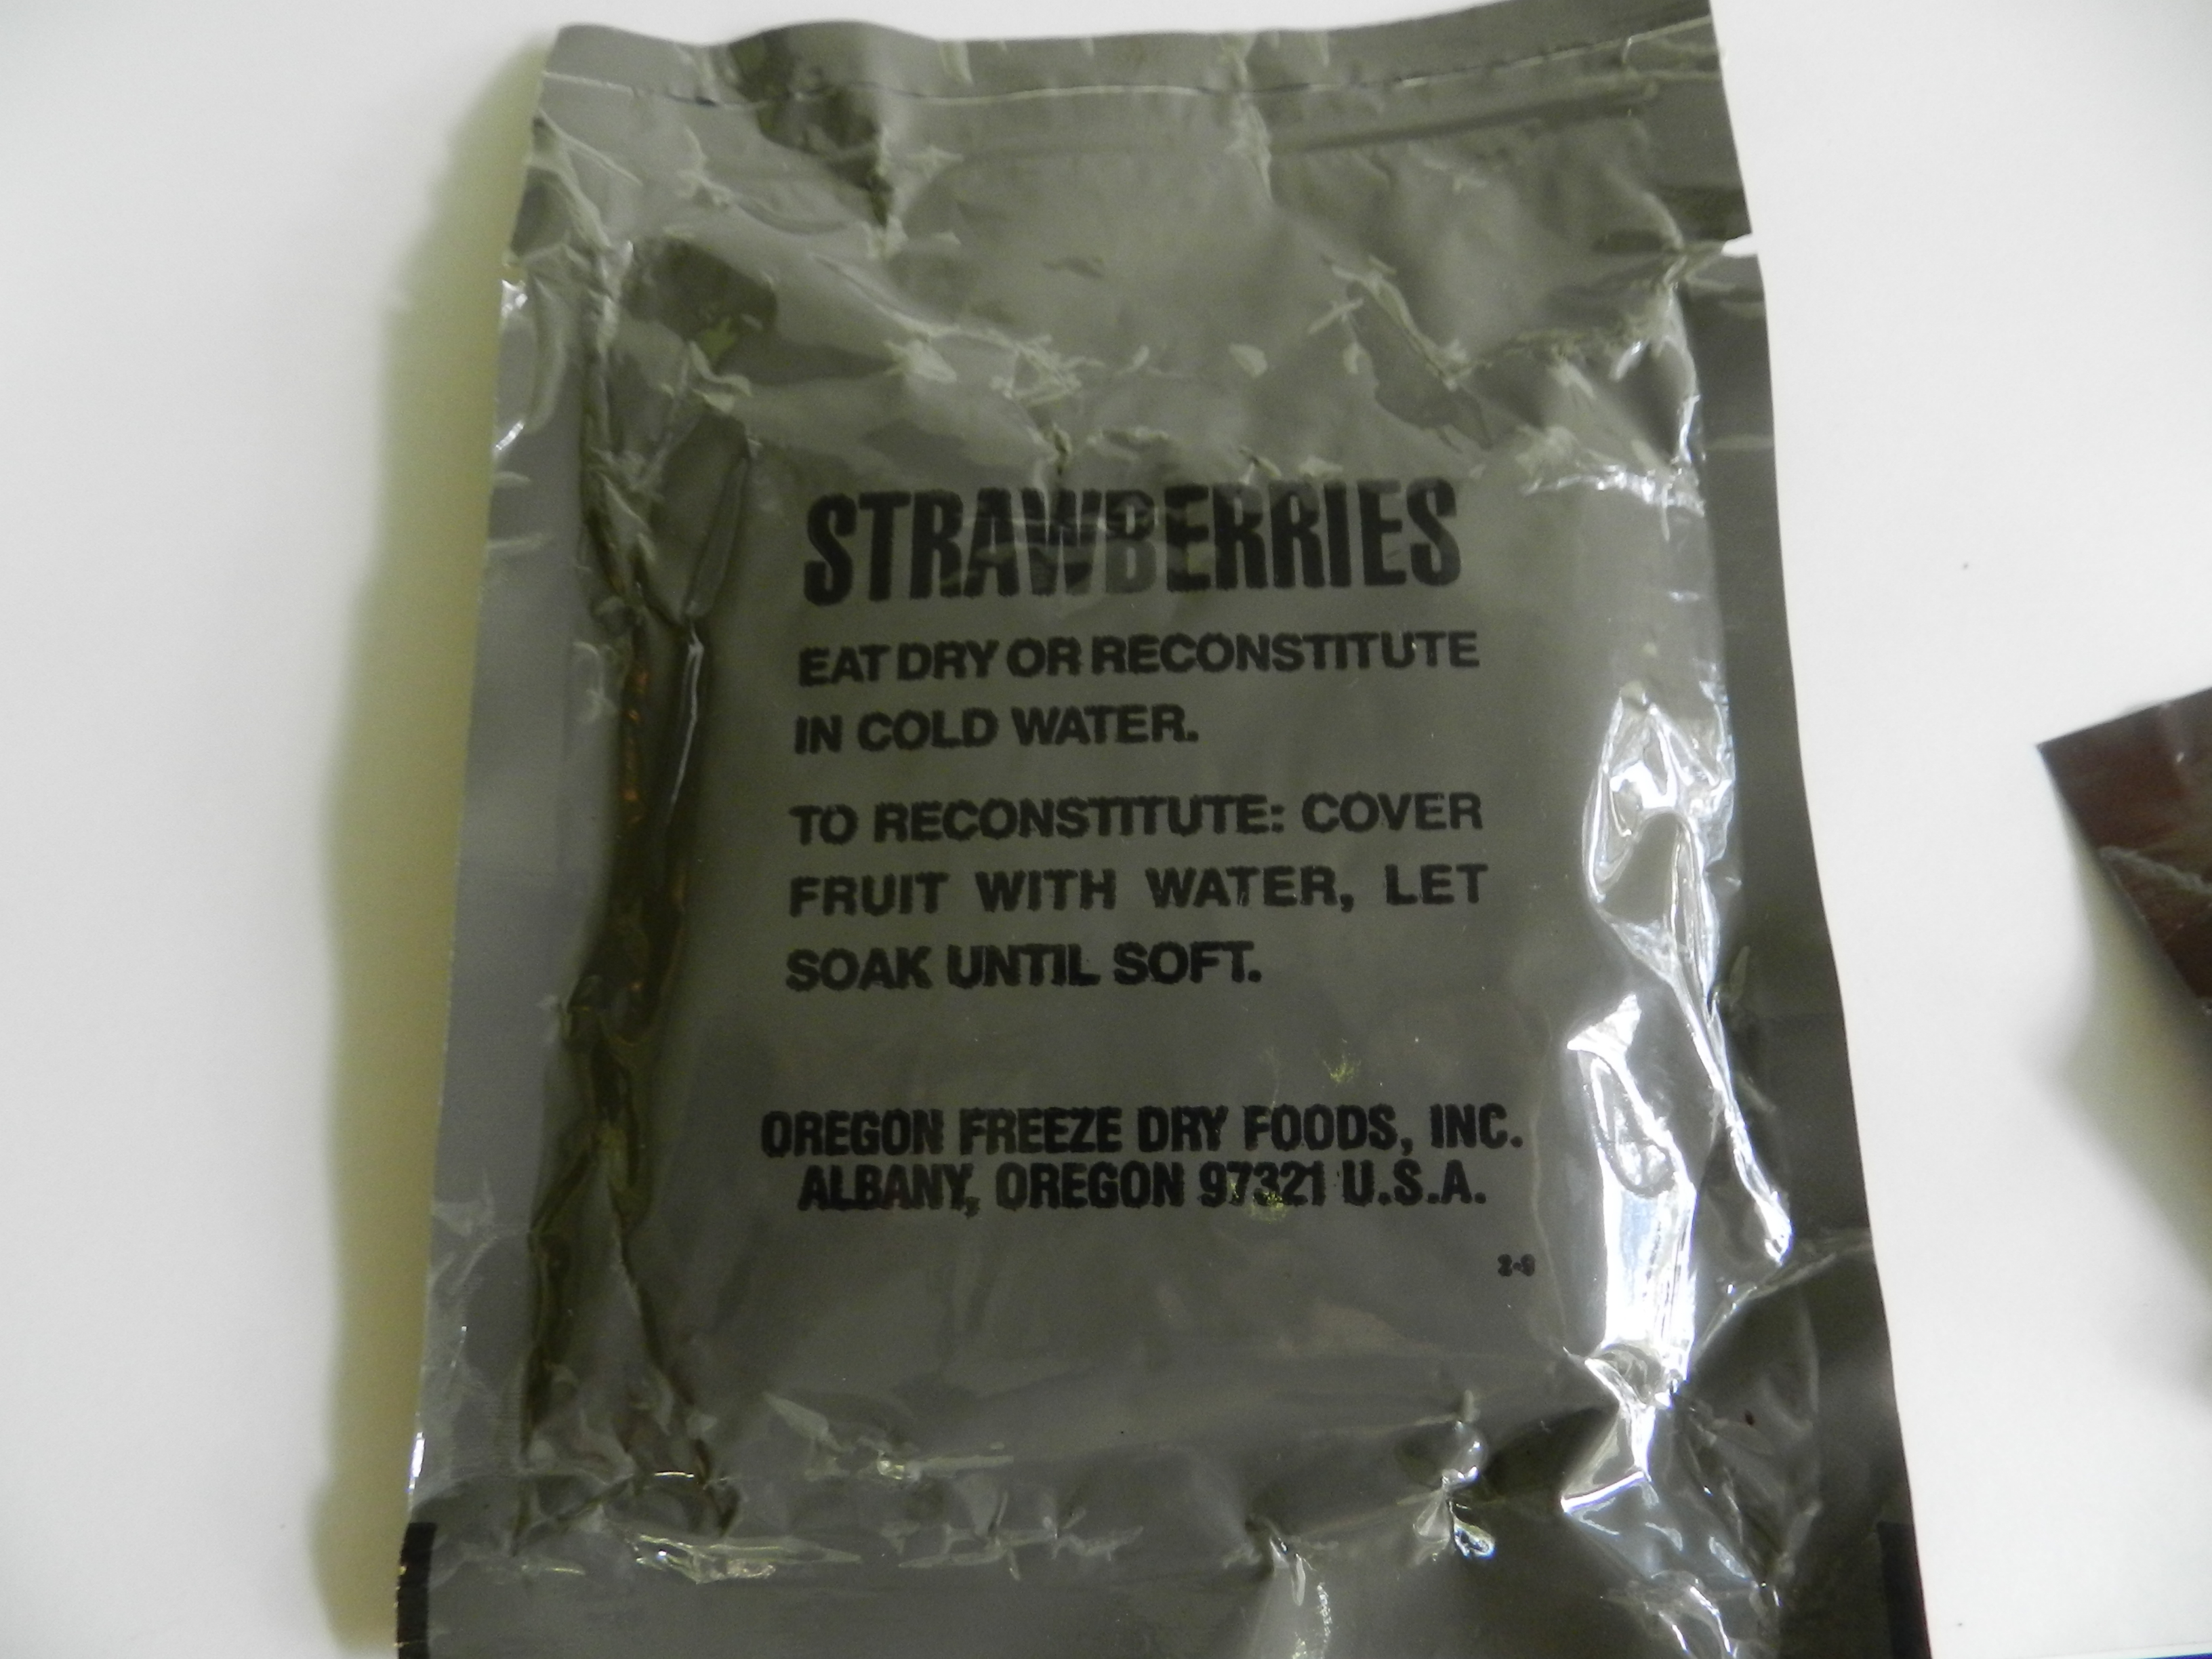 STRAWBERRIES
EAT DRY OR RECONSTITUTE
IN COLD WATER.
TO RECONSTITUTE: COVER
FRUIT WITH WATER, LET
SOAK UNTIL SOFT.
OREGON FREEZE DRY FOODS, INC.
ALBANY, OREGON 97321 U.S.A.